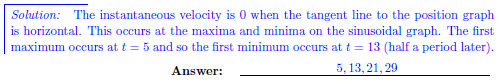 Solution: The instantaneous velocity is 0 when the tangent line to the position graph
is horizontal. This occurs at the maxima and minima on the sinusoidal graph. The first
maximum occurs at t = 5 and so the first minimum occurs at t = 13 (half a period later).
Answer: 5, 13, 21, 29